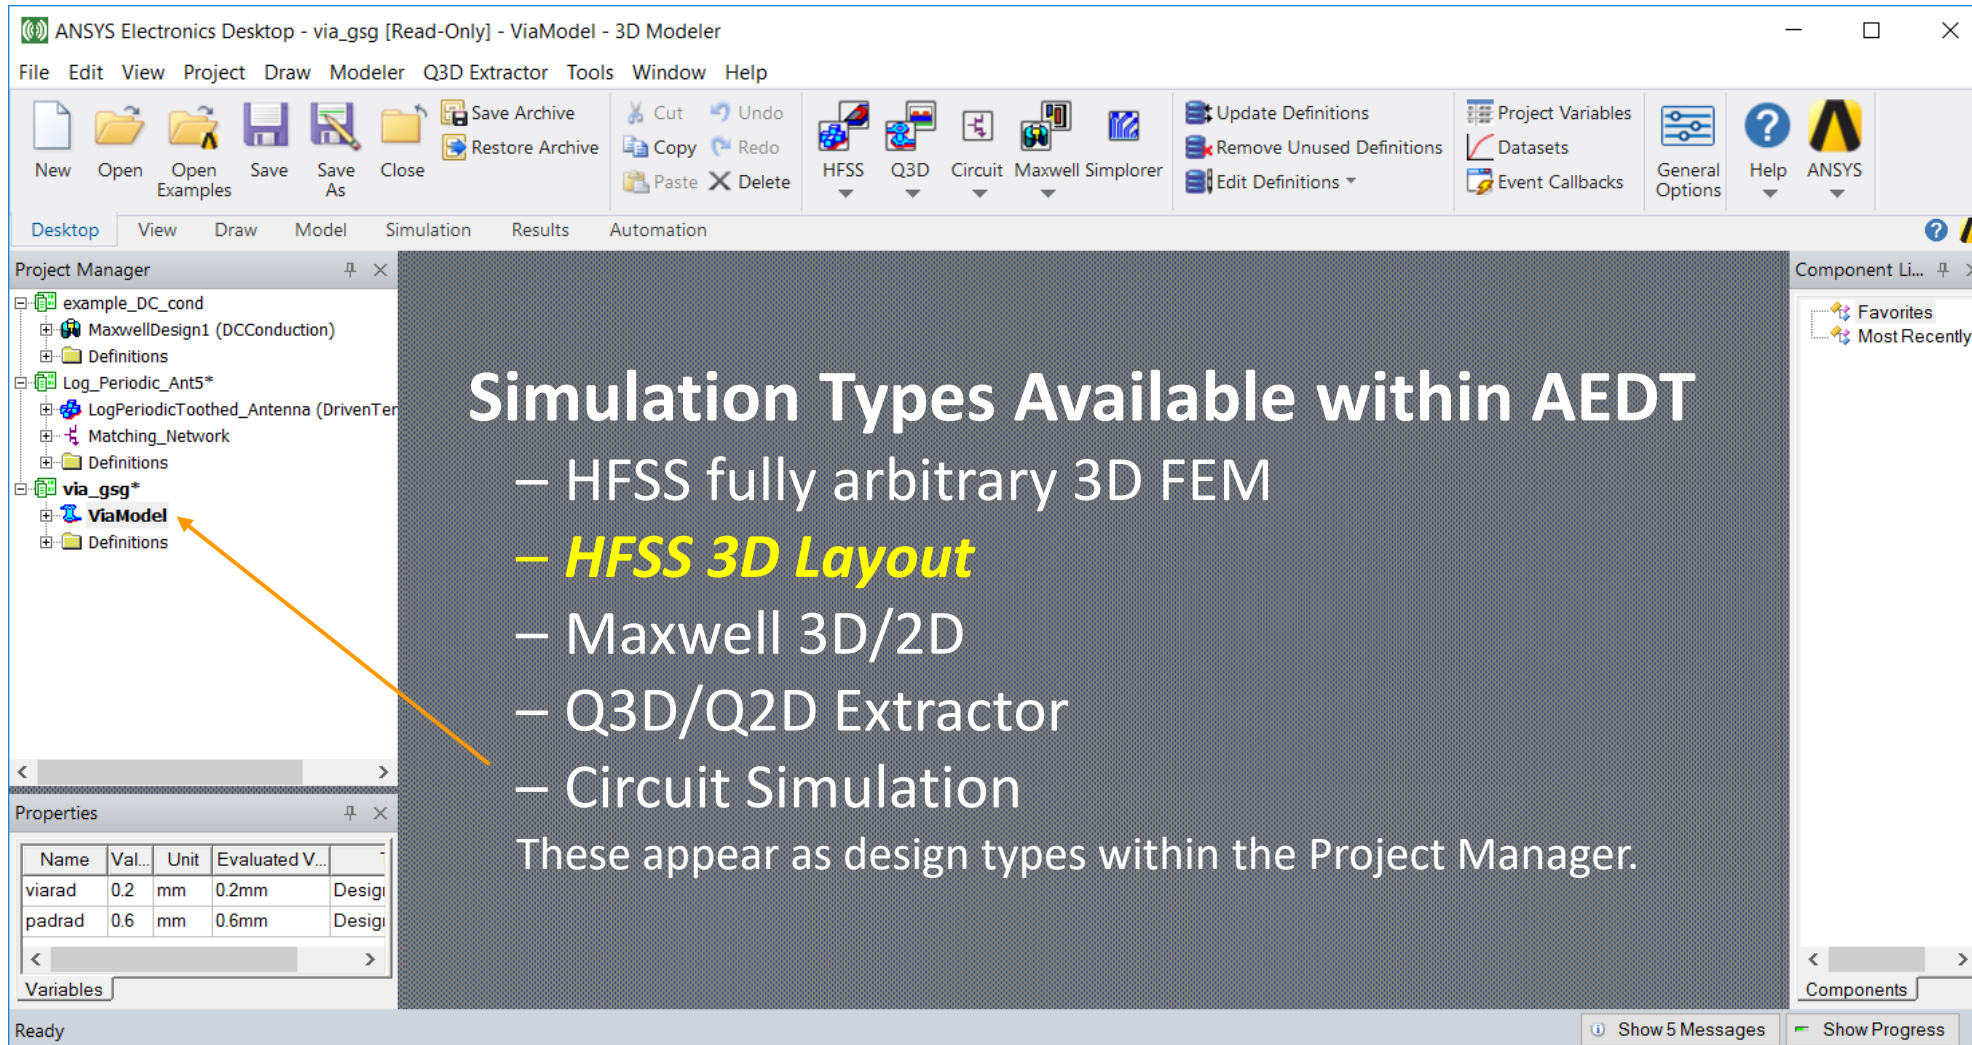 ANSYS Electronics Desktop - via_gsg [Read-Only] - ViaModel - 3D Modeler
File Edit View Project Draw Modeler Q3D Extractor Tools Window Help
New
Open
Open Examples
Save
Save As
Close
Save Archive
Restore Archive
Cut
Copy
Paste
Undo
Redo
Delete
HFSS
Q3D
Circuit
Maxwell
Simplorer
Update Definitions
Remove Unused Definitions
Edit Definitions
Project Variables
Datasets
Event Callbacks
General Options
Help
ANSYS
Desktop View Draw Model Simulation Results Automation
Project Manager
example_DC_cond
MaxwellDesign1 (DCConduction)
Definitions
Log_Periodic_Ant5*
LogPeriodicToothed_Antenna (DrivenTer
Matching_Network
Definitions
via_gsg*
ViaModel
Definitions
Properties
Name Val... Unit Evaluated V...
viarad 0.2 mm 0.2mm Desig
padrad 0.6 mm 0.6mm Desig
Variables
Simulation Types Available within AEDT
– HFSS fully arbitrary 3D FEM
– HFSS 3D Layout
– Maxwell 3D/2D
– Q3D/Q2D Extractor
– Circuit Simulation
These appear as design types within the Project Manager.
Component Li...
Favorites
Most Recently
Components
Ready
Show 5 Messages
Show Progress